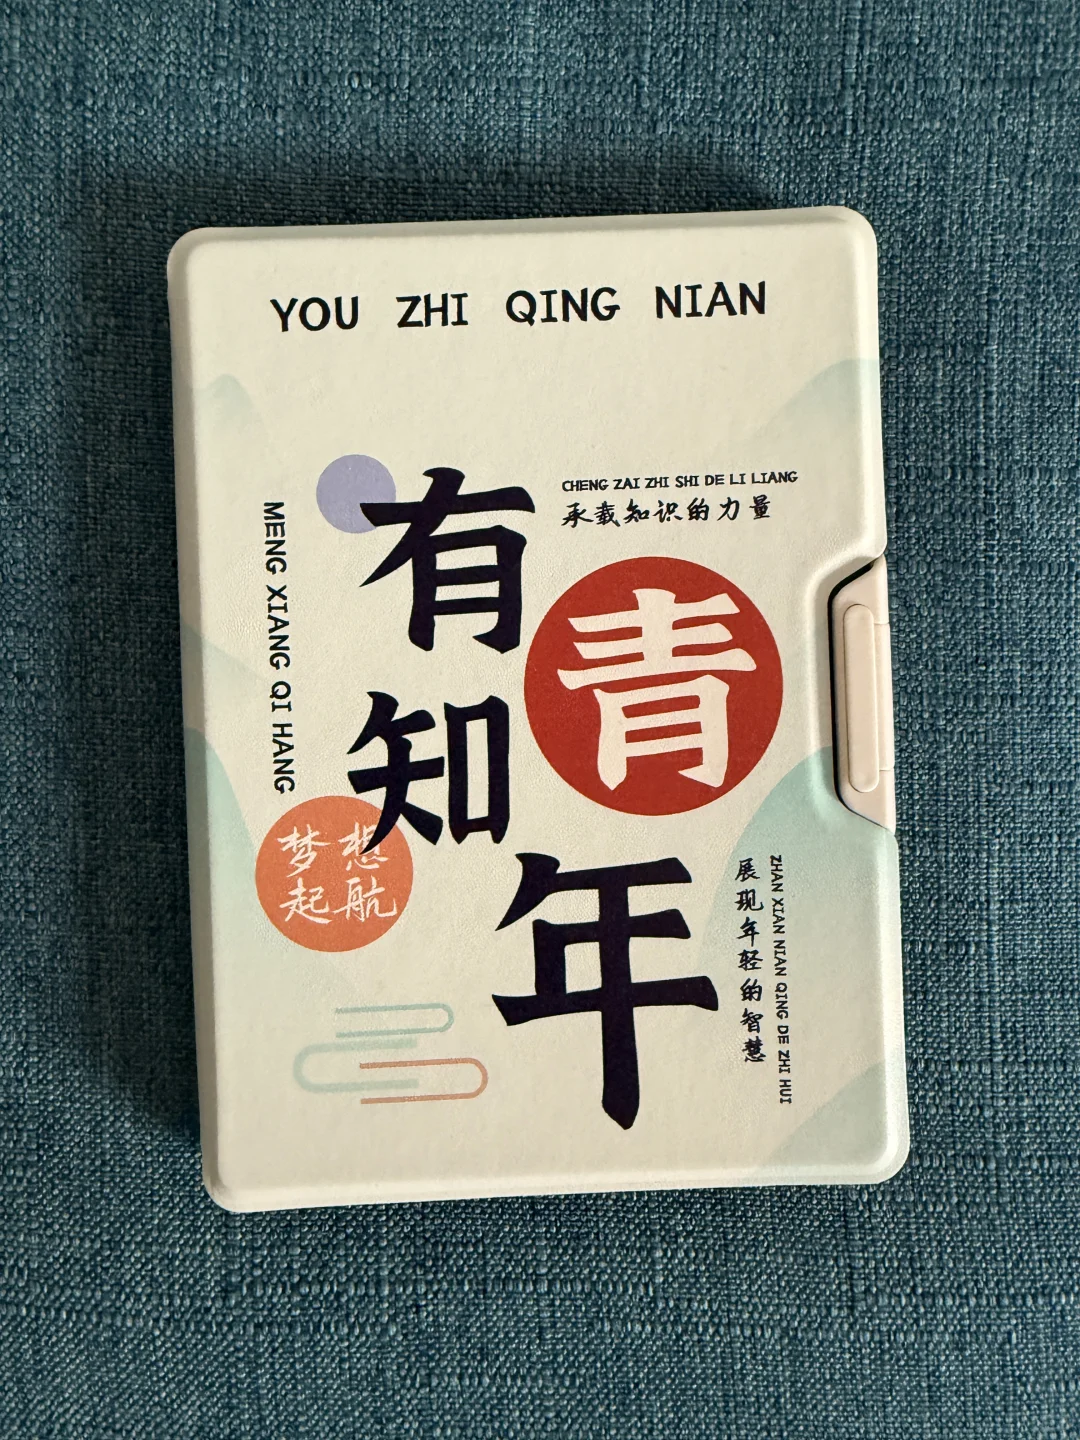 YOU ZHI QING NIAN
CHENG ZAI ZHI SHI DE LI LIANG
承载知识的力量
有知
青年
MENG XIANG QI HANG
梦想
起航
展现年轻的智慧
ZHAN XIAN NIAN QING DE ZHI HUI